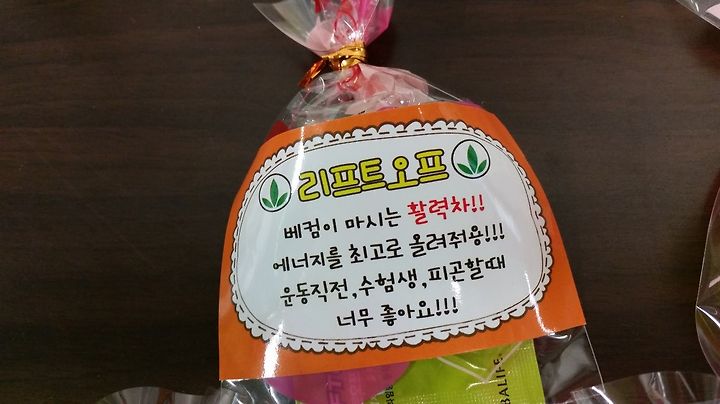 리프트오프
베컴이 마시는 활력차!!
에너지를 최고로 올려줘용!!!
운동직전, 수험생, 피곤할때
너무 좋아요!!!